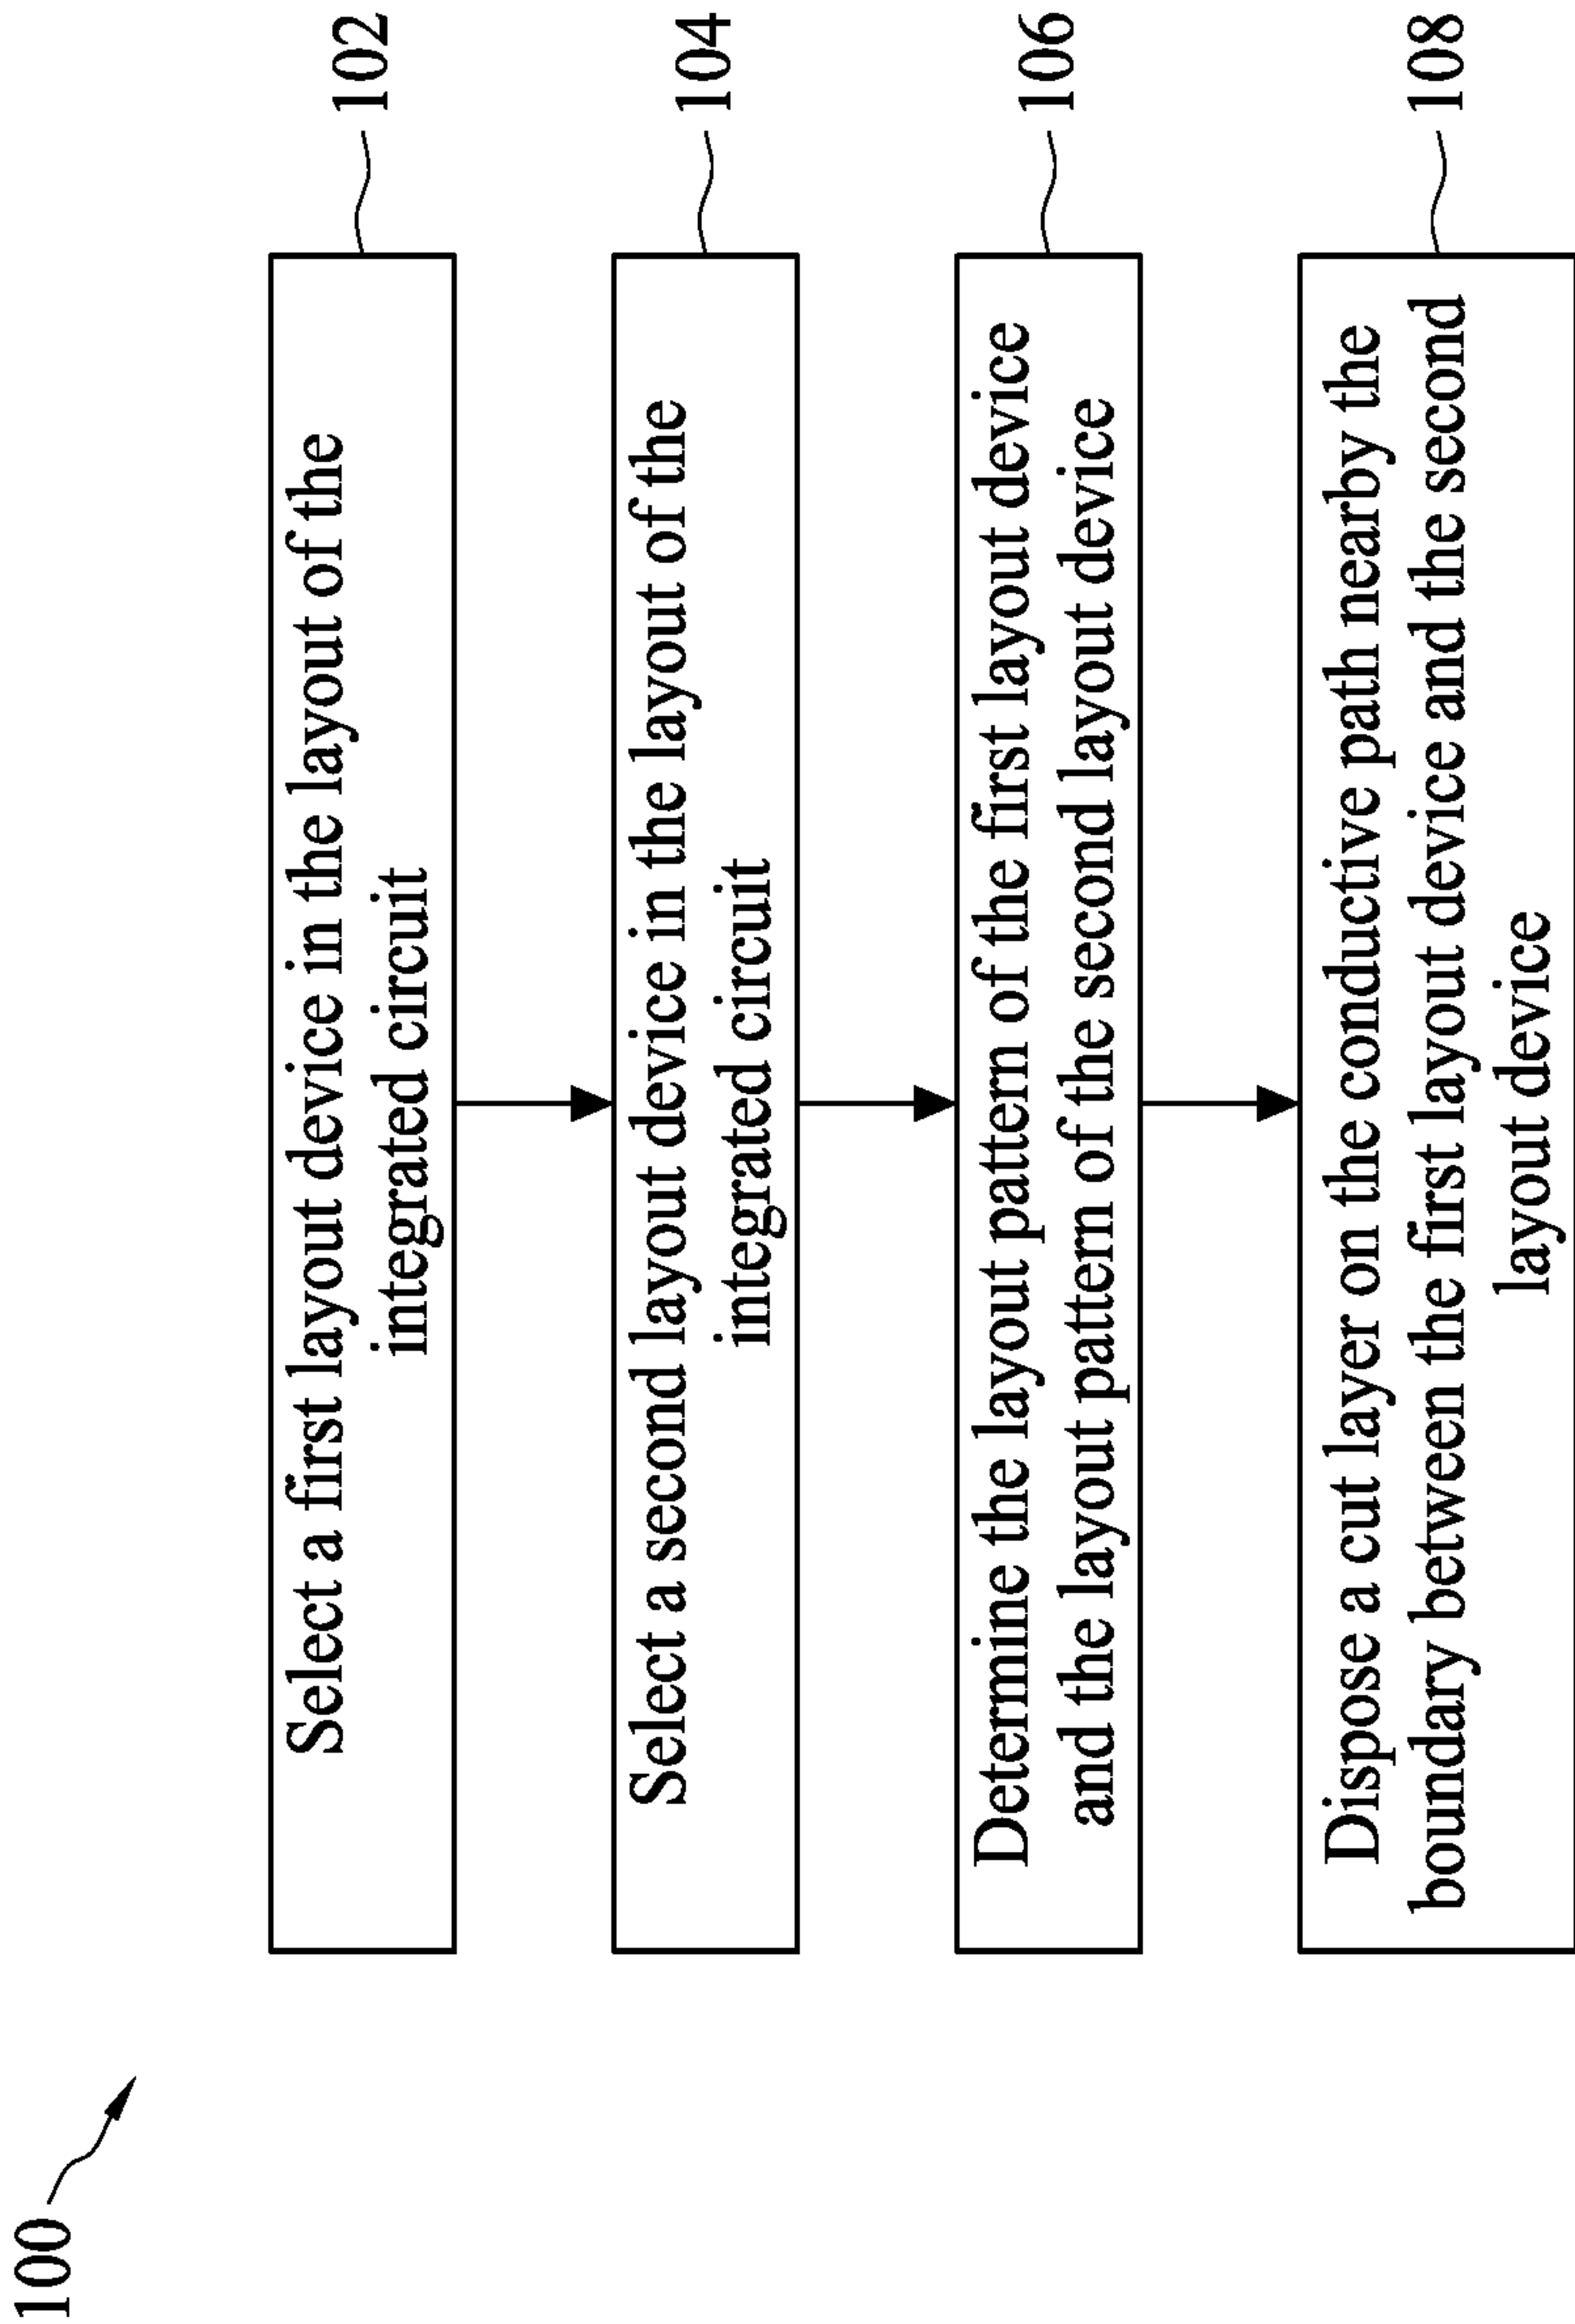 100
Select a first layout device in the layout of the
integrated circuit
102
Select a second layout device in the layout of the
integrated circuit
104
Determine the layout pattern of the first layout device
and the layout pattern of the second layout device
106
Dispose a cut layer on the conductive path nearby the
boundary between the first layout device and the second
layout device
108